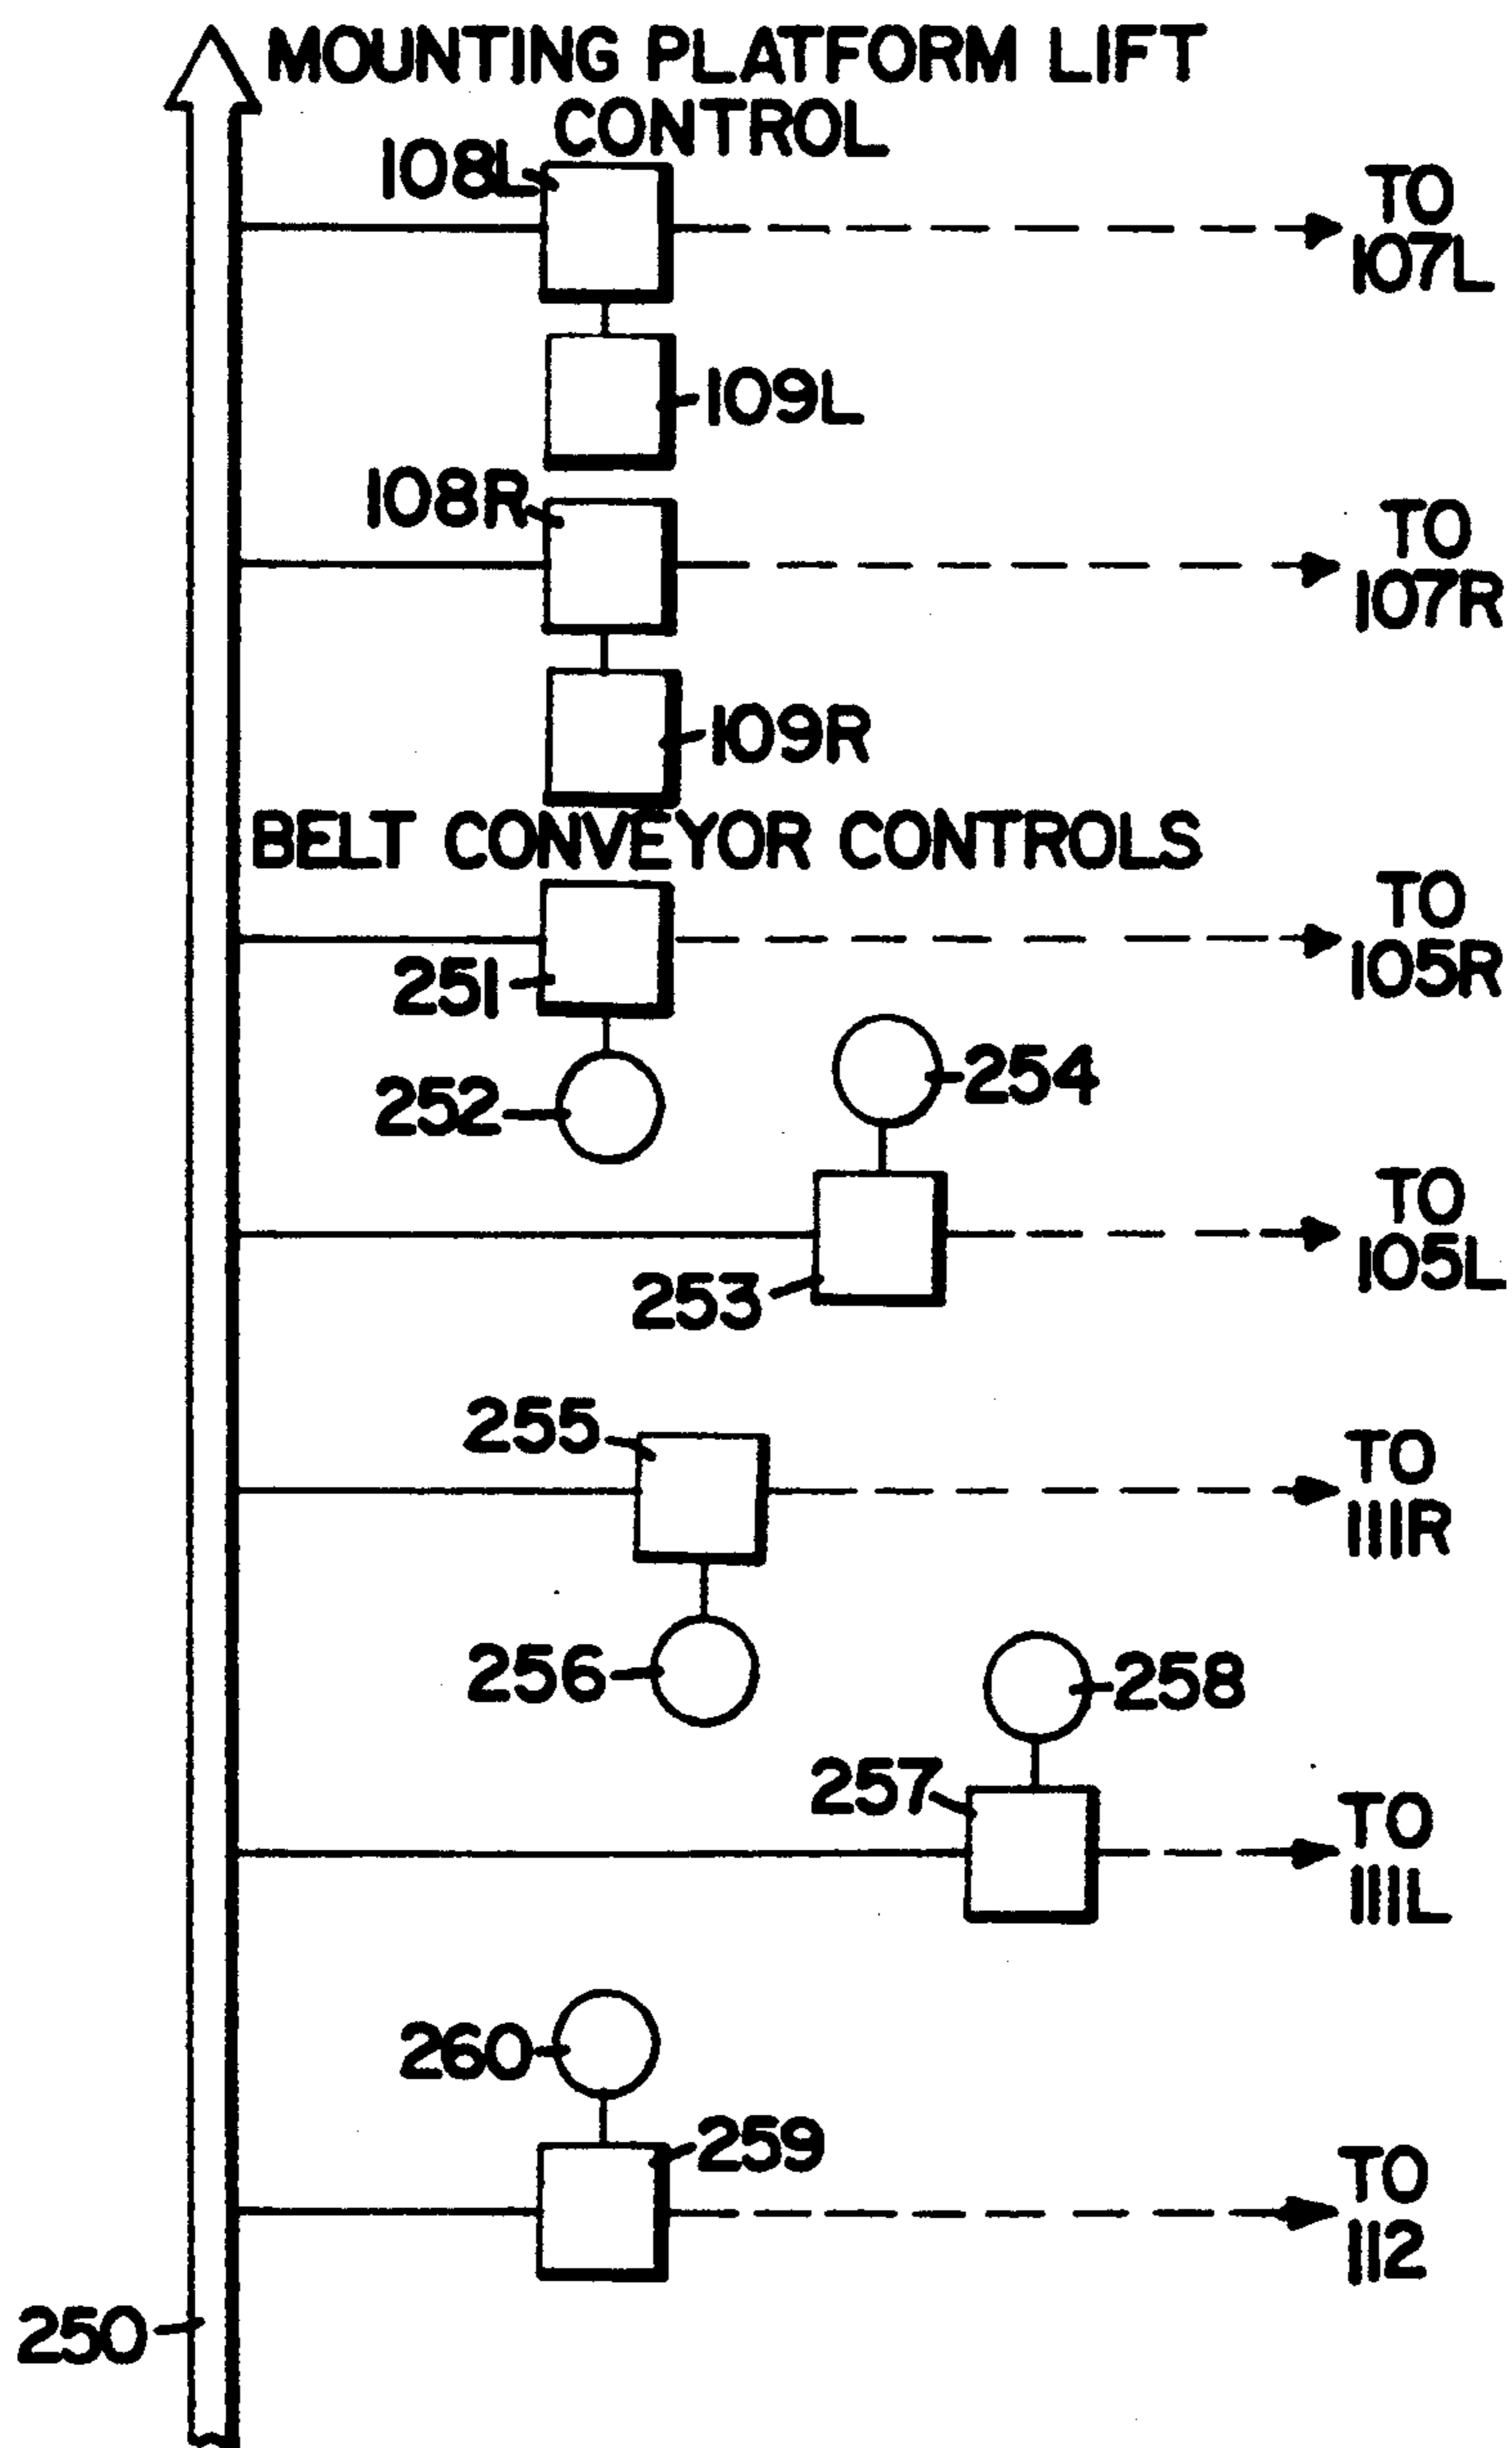 MOUNTING PLATFORM LIFT
CONTROL
108L
TO
107L
109L
108R
TO
107R
109R
BELT CONVEYOR CONTROLS
TO
105R
251
252
254
TO
105L
253
255
TO
111R
256
258
257
TO
111L
260
259
TO
112
250